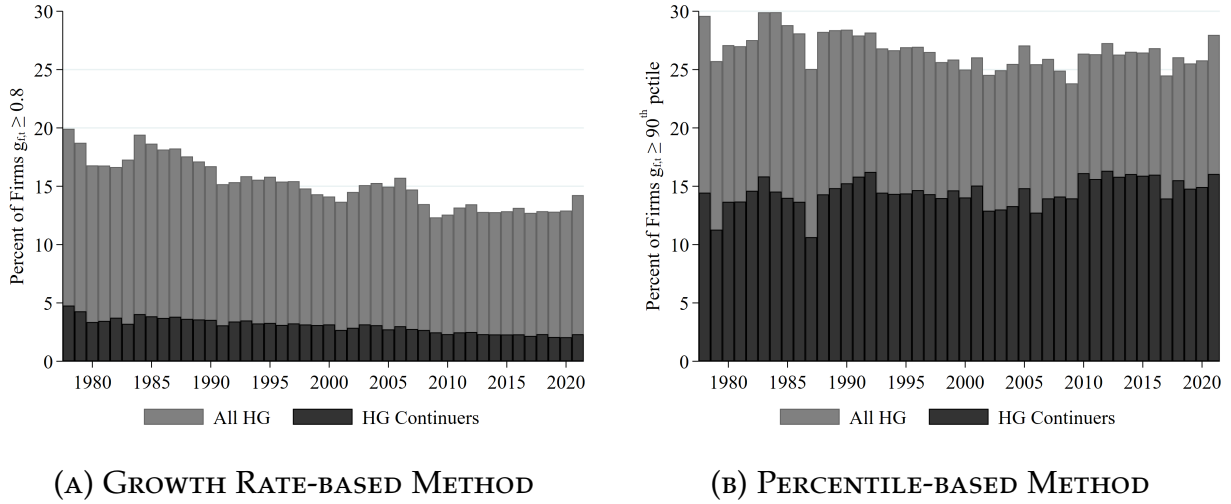 30
25
20
15
10
5
0
Percent of Firms g_{f,t} ≥ 0.8
1980 1985 1990 1995 2000 2005 2010 2015 2020
All HG HG Continuers
(A) GROWTH RATE-BASED METHOD
30
25
20
15
10
5
0
Percent of Firms g_{f,t} ≥ 90^{th} pctile
1980 1985 1990 1995 2000 2005 2010 2015 2020
All HG HG Continuers
(B) PERCENTILE-BASED METHOD